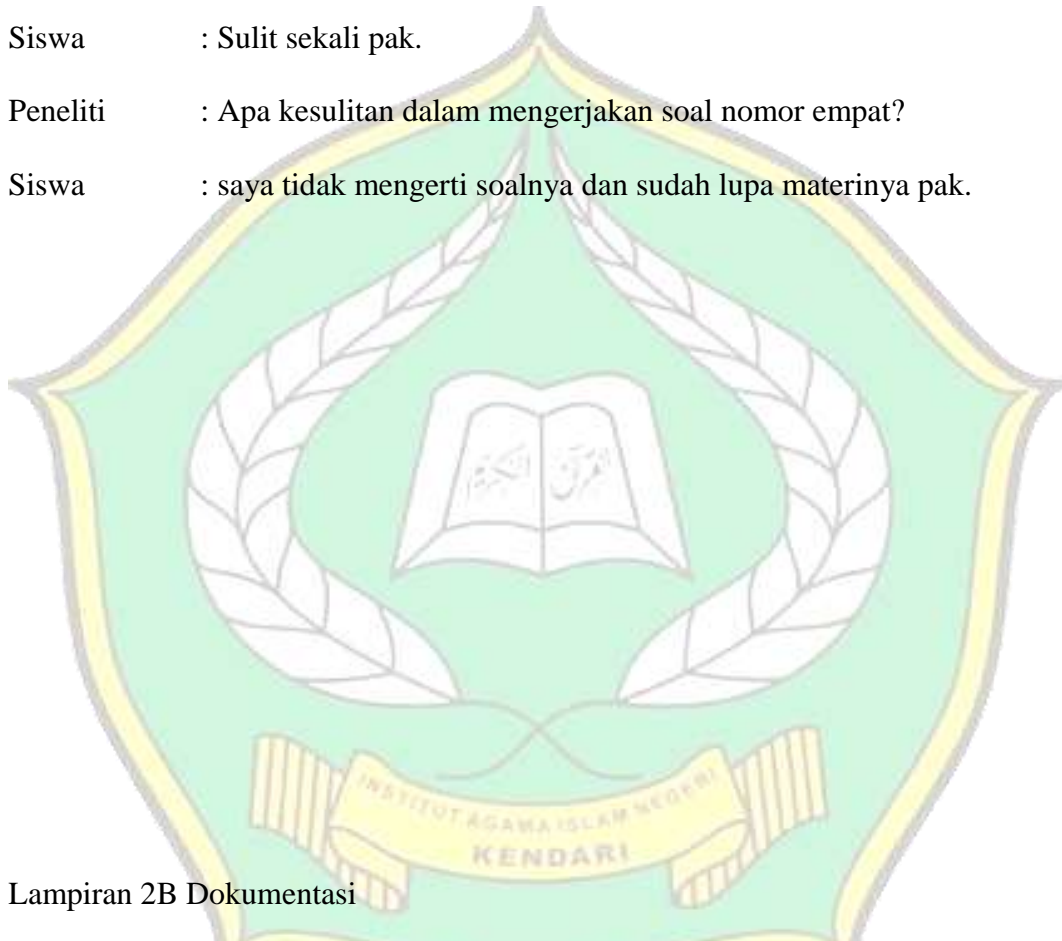 Siswa : Sulit sekali pak.
Peneliti : Apa kesulitan dalam mengerjakan soal nomor empat?
Siswa : saya tidak mengerti soalnya dan sudah lupa materinya pak.
INSTITUT AGAMA ISLAM NEGERI
KENDARI
Lampiran 2B Dokumentasi